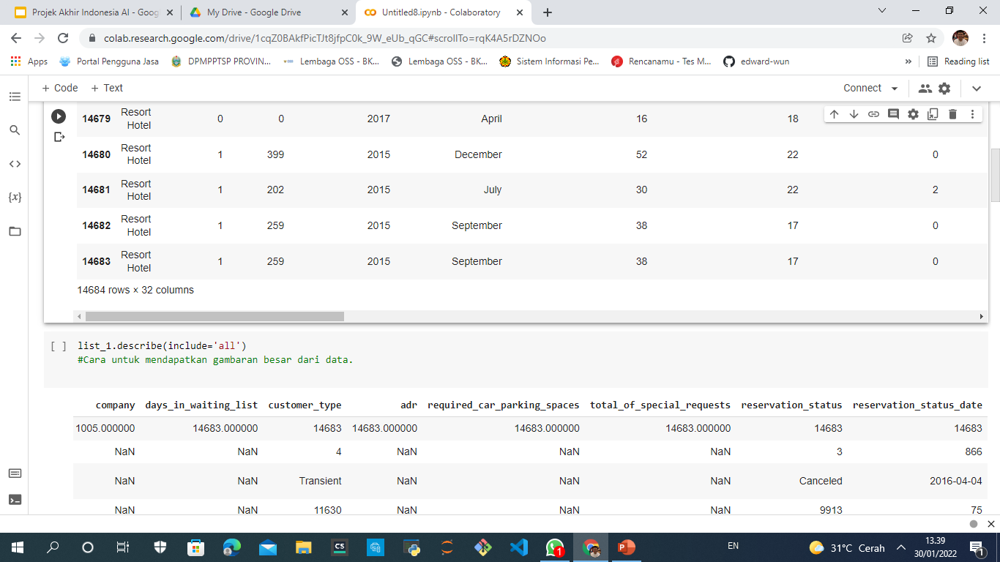 Projek Akhir Indonesia AI - Goog
My Drive - Google Drive
Untitled8.ipynb - Colaboratory
colab.research.google.com/drive/1cqZ0BAkfPicTJt8jfpC0k_9W_eUb_qGC#scrollTo=rqK4A5rDZNOo
Apps Portal Pengguna Jasa DPMPPTSP PROVIN... Lembaga OSS - BK... Lembaga OSS - BK... Sistem Informasi Pe... Rencanamu - Tes M... edward-wun » Reading list
+ Code + Text Connect
14679 Resort Hotel 0 0 2017 April 16 18
14680 Resort Hotel 1 399 2015 December 52 22 0
14681 Resort Hotel 1 202 2015 July 30 22 2
14682 Resort Hotel 1 259 2015 September 38 17 0
14683 Resort Hotel 1 259 2015 September 38 17 0
14684 rows × 32 columns
[ ] list_1.describe(include='all')
#Cara untuk mendapatkan gambaran besar dari data.
company days_in_waiting_list customer_type adr required_car_parking_spaces total_of_special_requests reservation_status reservation_status_date
1005.000000 14683.000000 14683 14683.000000 14683.000000 14683.000000 14683 14683
NaN NaN 4 NaN NaN NaN 3 866
NaN NaN Transient NaN NaN NaN Canceled 2016-04-04
NaN NaN 11630 NaN NaN NaN 9913 75
CS 1 P EN 31°C Cerah 13.39
30/01/2022 1